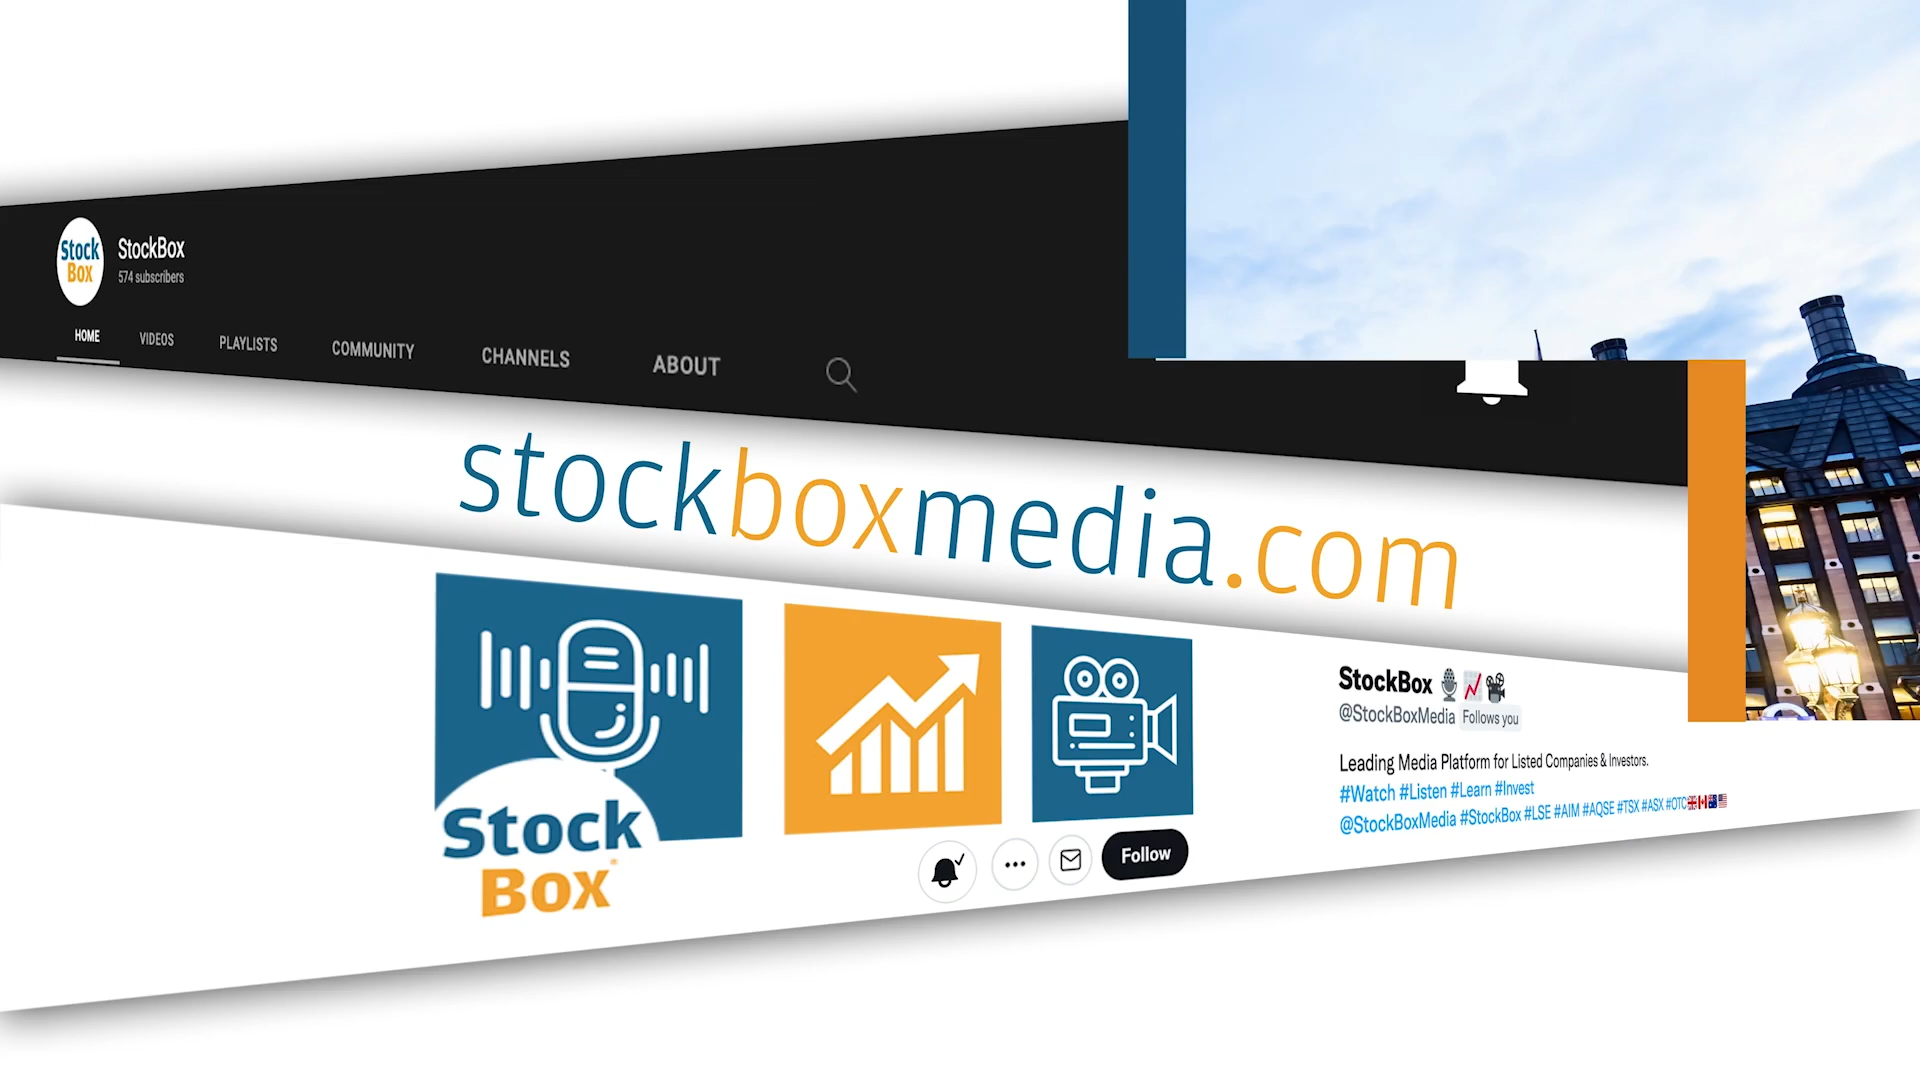 Stock
Box
StockBox
574 subscribers
HOME VIDEOS PLAYLISTS COMMUNITY CHANNELS ABOUT
stockboxmedia.com
Stock
Box
Follow
StockBox 🎙️📈🎥
@StockBoxMedia Follows you
Leading Media Platform for Listed Companies & Investors.
#Watch #Listen #Learn #Invest
@StockBoxMedia #StockBox #LSE #AIM #AQSE #TSX #ASX #OTC🇬🇧🇨🇦🇦🇺🇺🇸